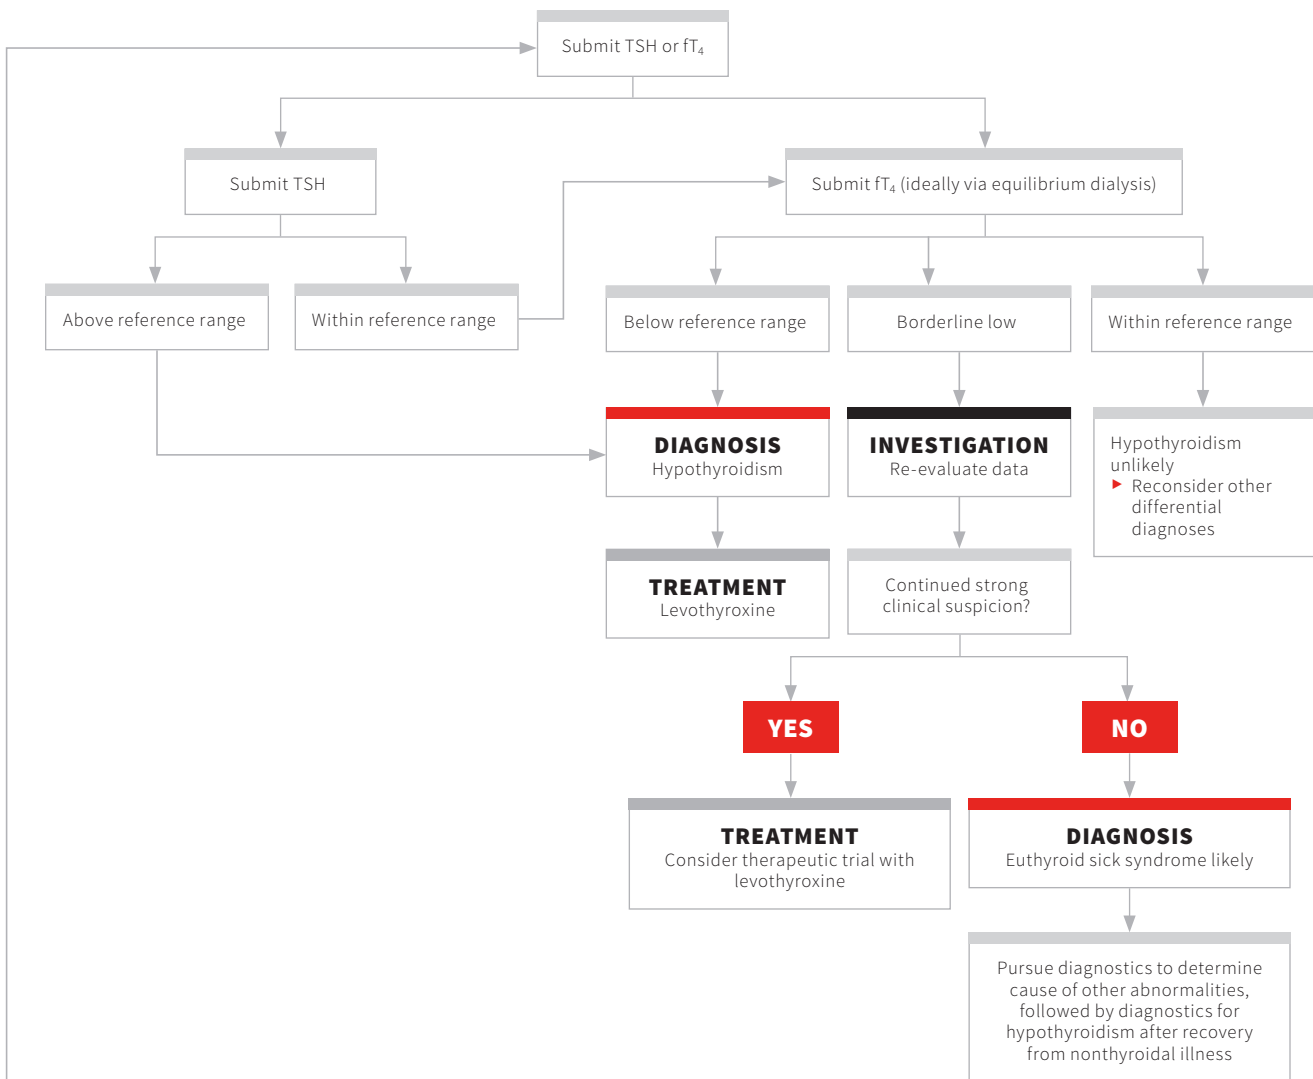 Submit TSH or fT₄
Submit TSH
Submit fT₄ (ideally via equilibrium dialysis)
Above reference range
Within reference range
Below reference range
Borderline low
Within reference range
DIAGNOSIS
Hypothyroidism
INVESTIGATION
Re-evaluate data
Hypothyroidism
unlikely
▶ Reconsider other
differential
diagnoses
TREATMENT
Levothyroxine
Continued strong
clinical suspicion?
YES
NO
TREATMENT
Consider therapeutic trial with
levothyroxine
DIAGNOSIS
Euthyroid sick syndrome likely
Pursue diagnostics to determine
cause of other abnormalities,
followed by diagnostics for
hypothyroidism after recovery
from nonthyroidal illness